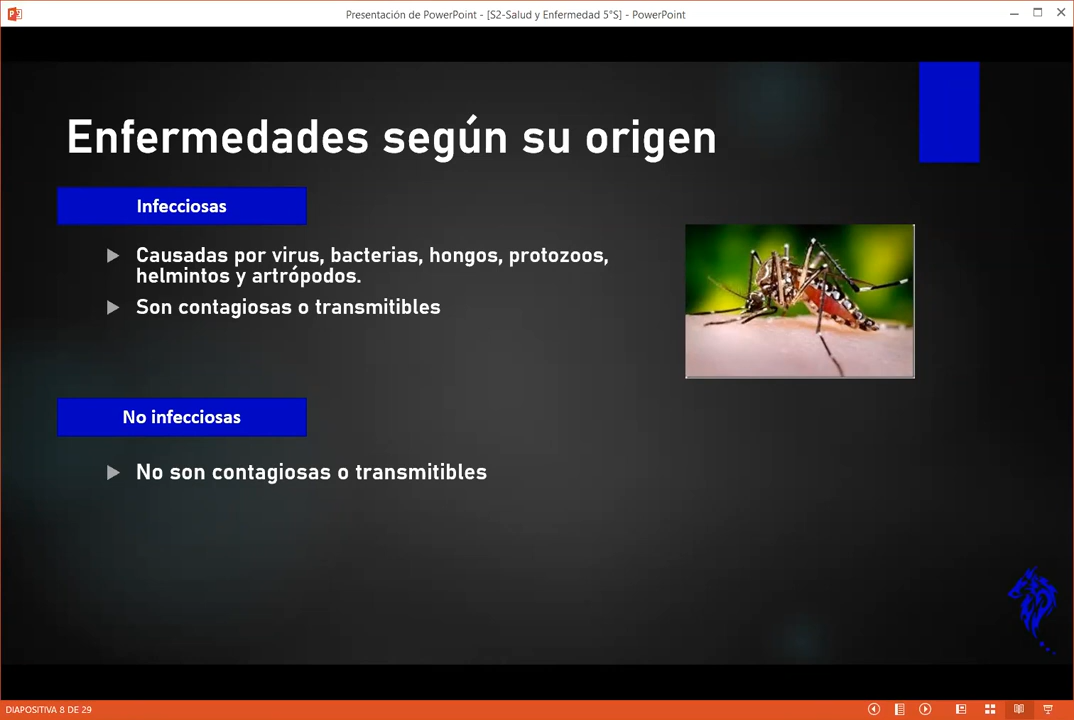 Presentación de PowerPoint - [S2-Salud y Enfermedad 5°S] - PowerPoint
Enfermedades según su origen
Infecciosas
Causadas por virus, bacterias, hongos, protozoos,
helmintos y artrópodos.
Son contagiosas o transmitibles
No infecciosas
No son contagiosas o transmitibles
DIAPOSITIVA 8 DE 29